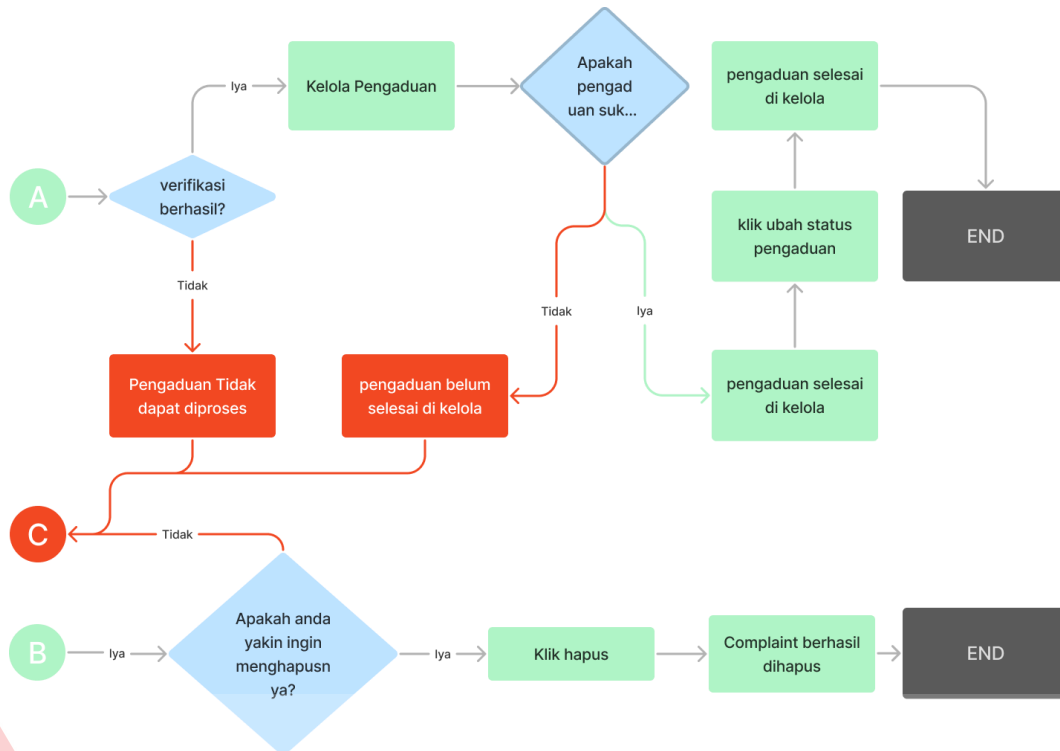 A
verifikasi
berhasil?
Iya
Kelola Pengaduan
Apakah
pengad
uan suk...
Tidak
Pengaduan Tidak
dapat diproses
Tidak
pengaduan belum
selesai di kelola
Iya
pengaduan selesai
di kelola
klik ubah status
pengaduan
pengaduan selesai
di kelola
END
C
Tidak
B
Iya
Apakah anda
yakin ingin
menghapusn
ya?
Iya
Klik hapus
Complaint berhasil
dihapus
END